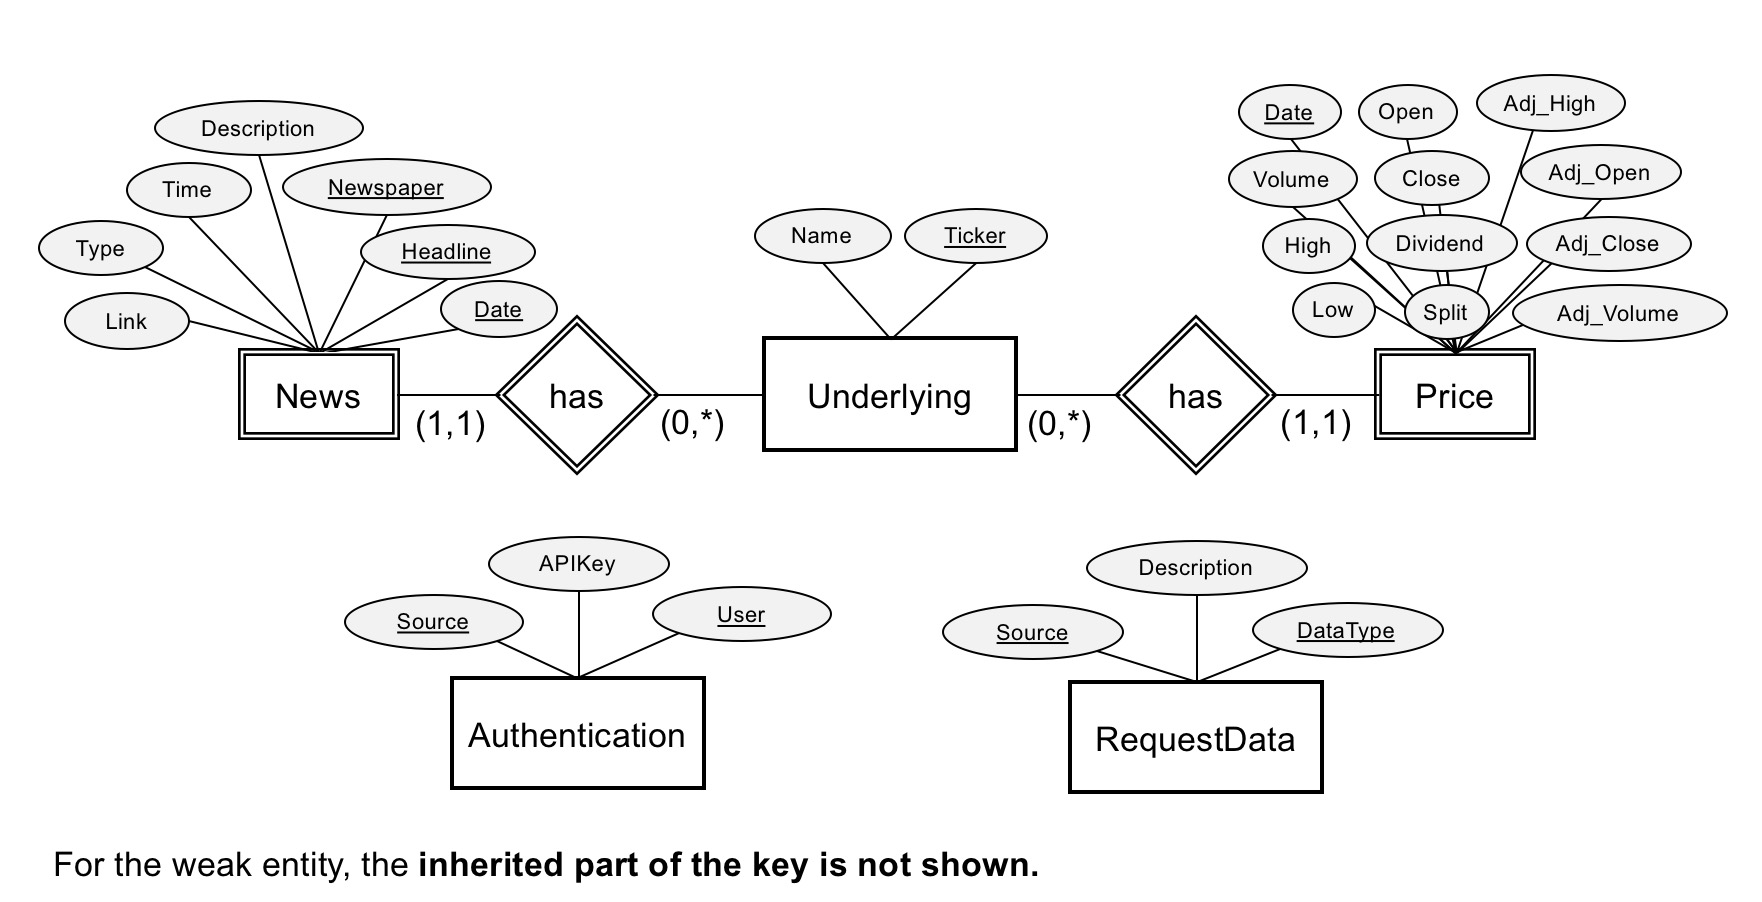 Description
Time
Newspaper
Type
Headline
Link
Date
News
has
(1,1)
(0,*)
Name
Ticker
Underlying
(0,*)
has
(1,1)
Date
Open
Adj_High
Volume
Close
Adj_Open
High
Dividend
Adj_Close
Low
Split
Adj_Volume
Price
APIKey
Source
User
Authentication
Description
Source
DataType
RequestData
For the weak entity, the inherited part of the key is not shown.